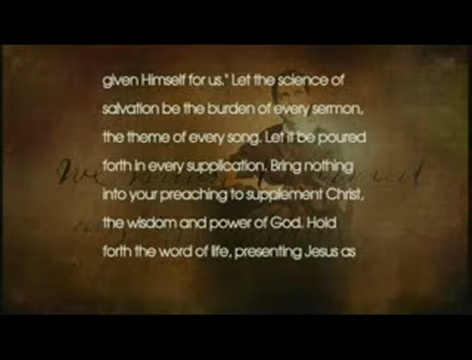 given Himself for us." Let the science of
salvation be the burden of every sermon,
the theme of every song. Let it be poured
forth in every supplication. Bring nothing
into your preaching to supplement Christ,
the wisdom and power of God. Hold
forth the word of life, presenting Jesus as
We